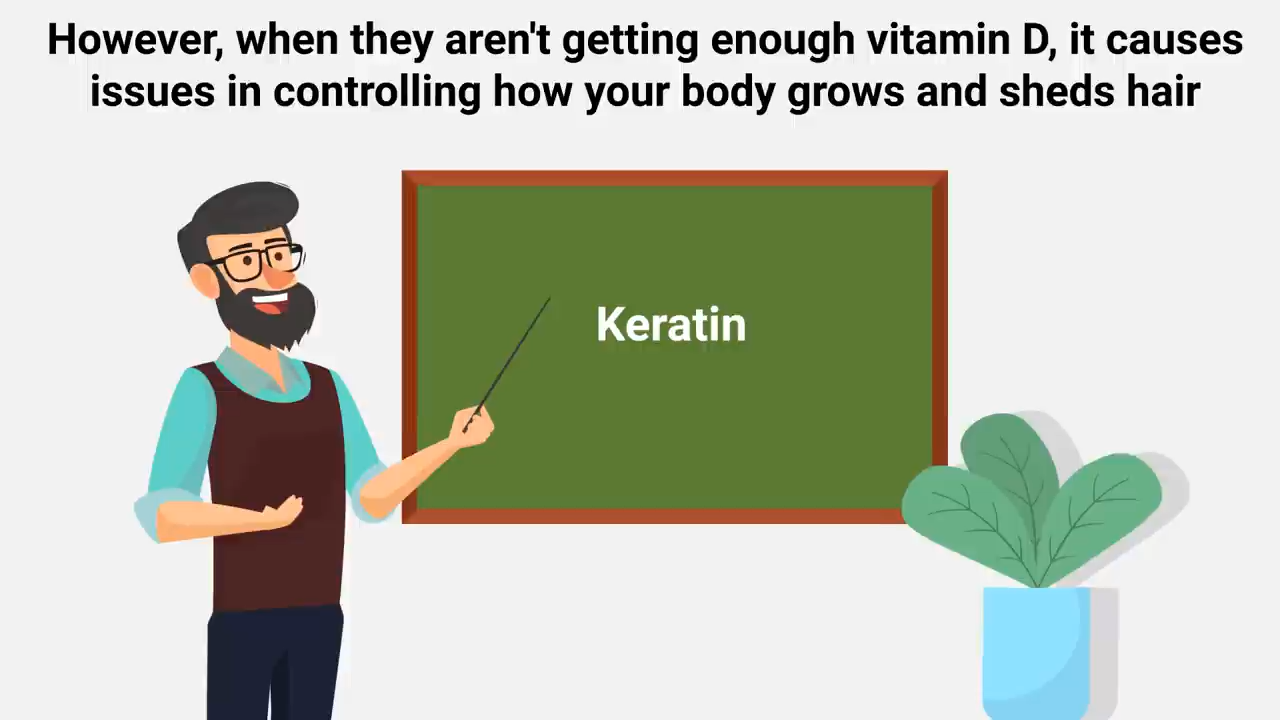 However, when they aren't getting enough vitamin D, it causes
issues in controlling how your body grows and sheds hair
Keratin